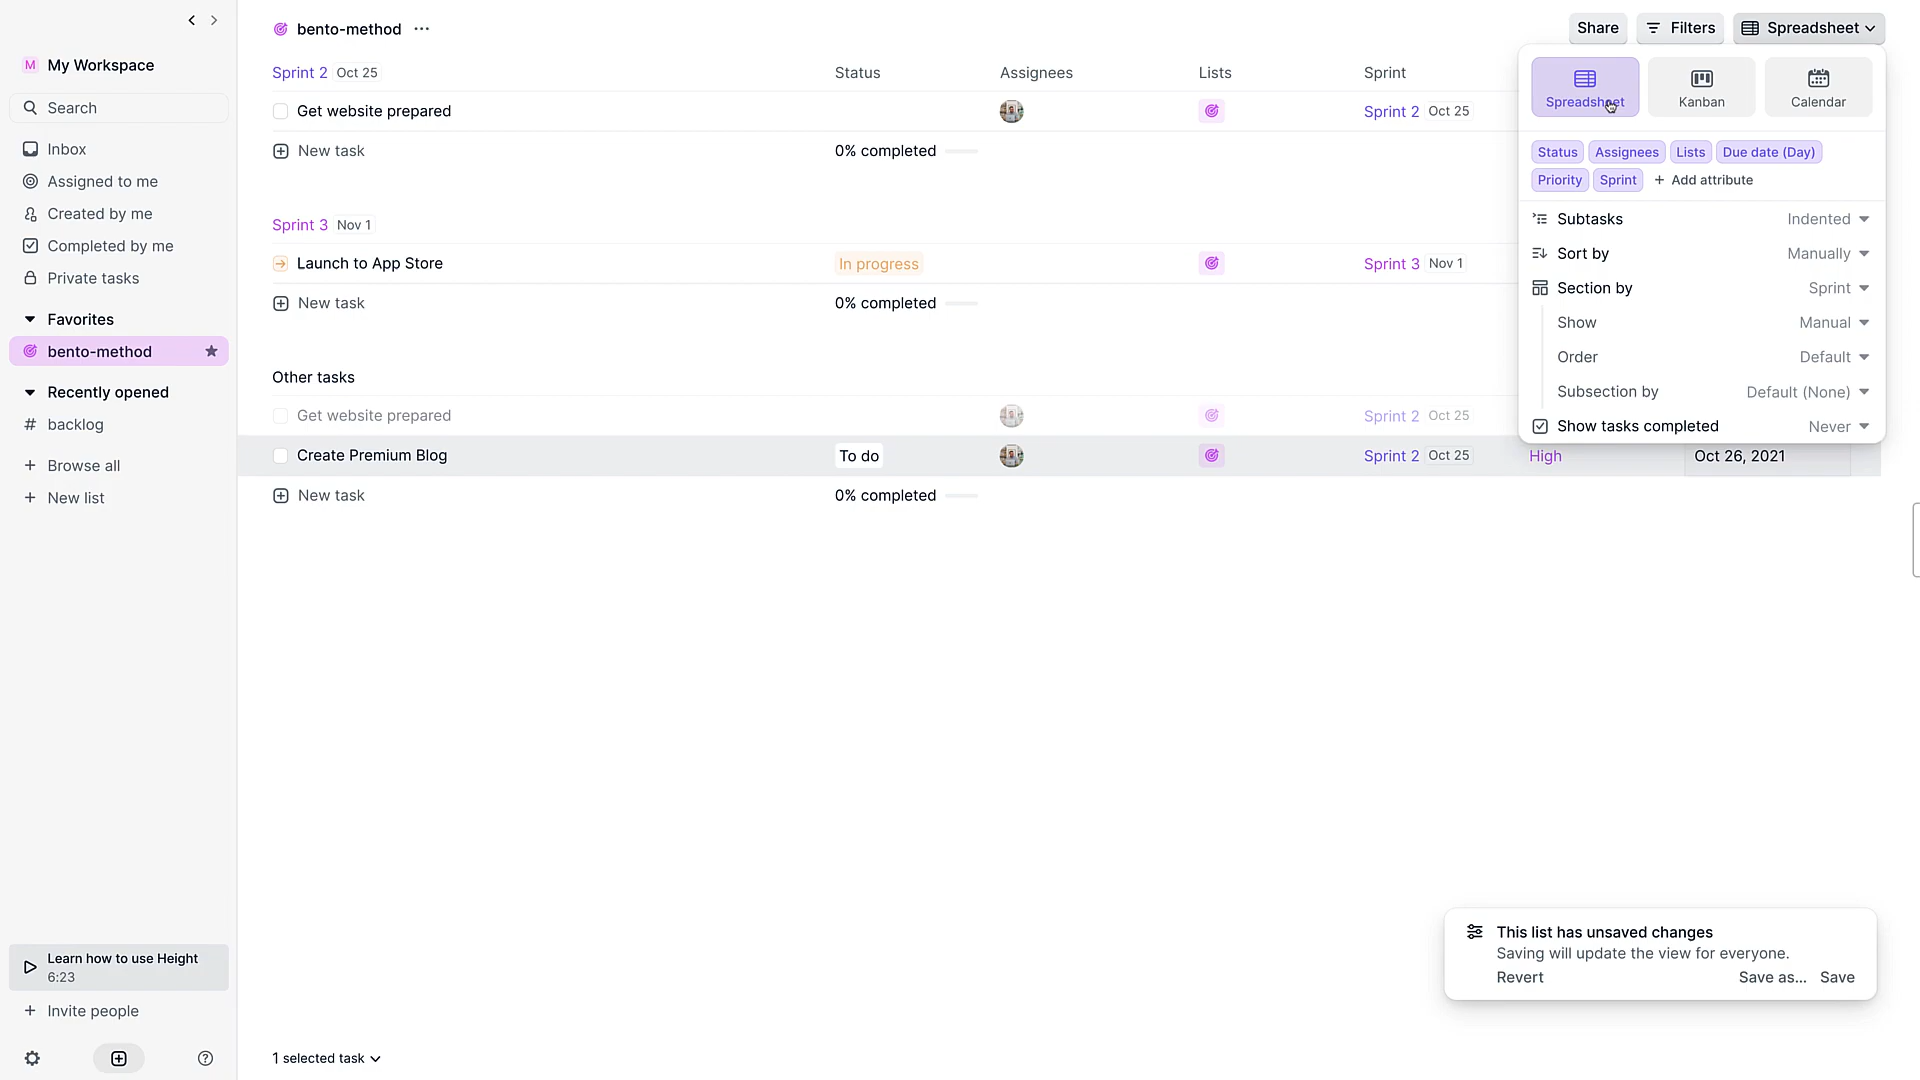 bento-method ...
Share
Filters
Spreadsheet
M My Workspace
Search
Inbox
Assigned to me
Created by me
Completed by me
Private tasks
Favorites
bento-method
Recently opened
# backlog
+ Browse all
+ New list
Learn how to use Height
6:23
+ Invite people
Sprint 2 Oct 25 Status Assignees Lists Sprint
Get website prepared Sprint 2 Oct 25
New task 0% completed
Sprint 3 Nov 1
Launch to App Store In progress Sprint 3 Nov 1
New task 0% completed
Other tasks
Get website prepared Sprint 2 Oct 25
Create Premium Blog To do Sprint 2 Oct 25 High Oct 26, 2021
New task 0% completed
1 selected task
Spreadsheet Kanban Calendar
Status Assignees Lists Due date (Day)
Priority Sprint + Add attribute
Subtasks Indented
Sort by Manually
Section by Sprint
Show Manual
Order Default
Subsection by Default (None)
Show tasks completed Never
This list has unsaved changes
Saving will update the view for everyone.
Revert Save as... Save